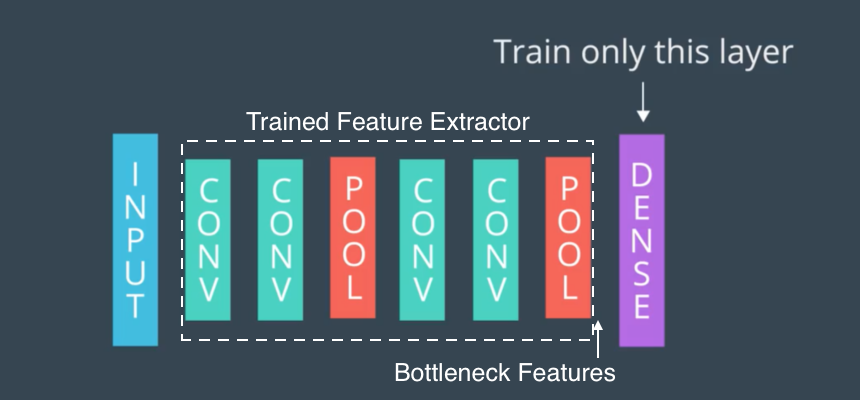 Train only this layer
Trained Feature Extractor
INPUT
CONV
CONV
POOL
CONV
CONV
POOL
DENSE
Bottleneck Features